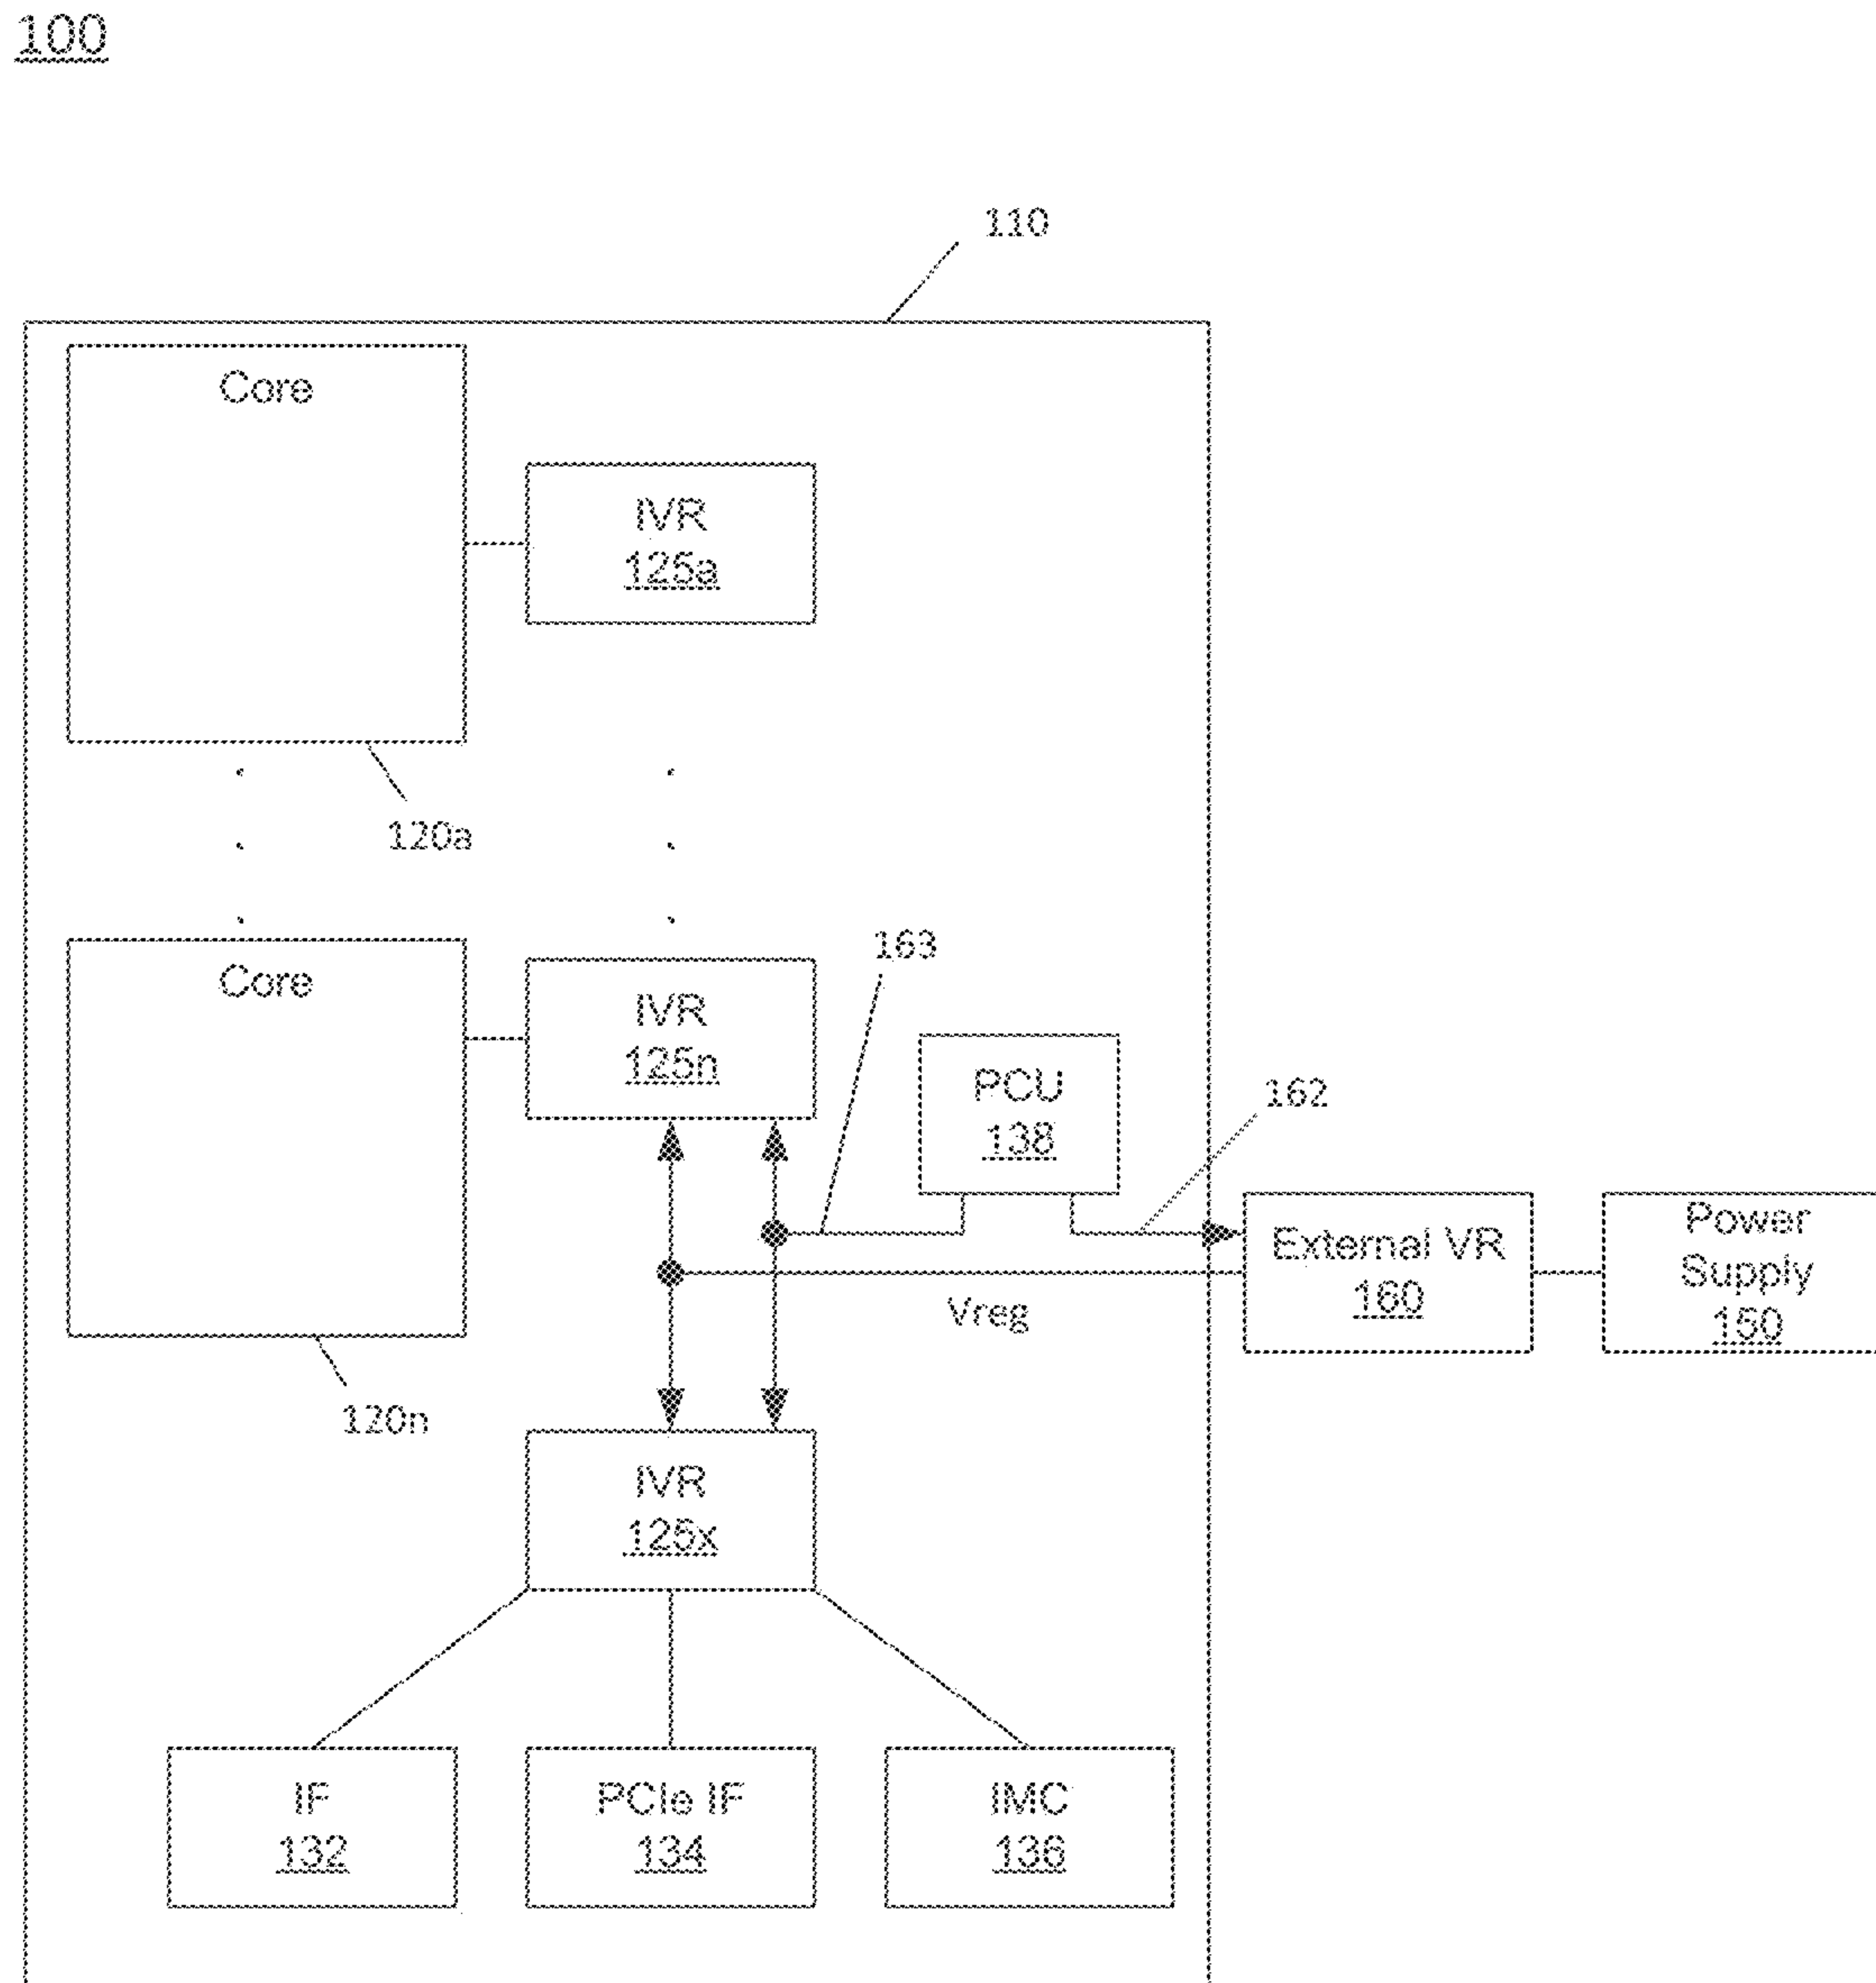 100
110
Core
IVR
125a
120a
Core
163
IVR
125n
PCU
138
162
External VR
160
Power
Supply
150
Vreg
120n
IVR
125x
IF
132
PCIe IF
134
IMC
136